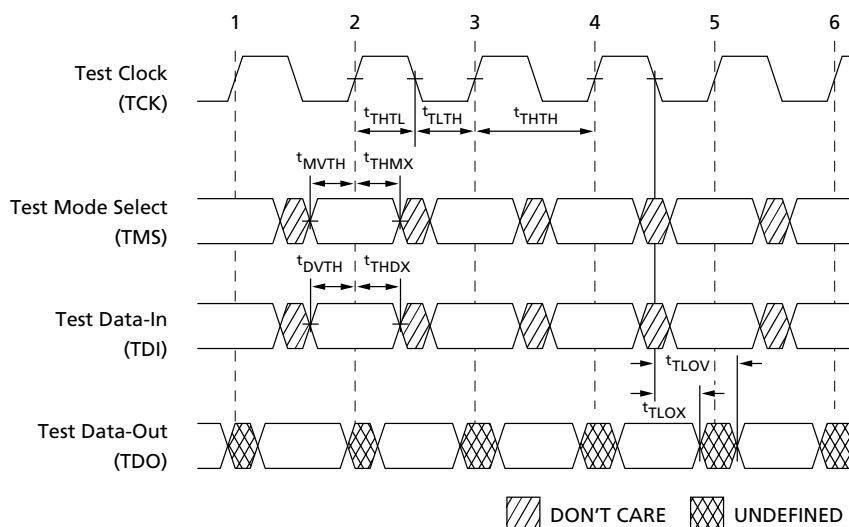 1 2 3 4 5 6
Test Clock
(TCK)
tTHTL tTLTH tTHTH
tMVTH tTHMX
Test Mode Select
(TMS)
tDVTH tTHDX
Test Data-In
(TDI)
tTLOV
tTLOX
Test Data-Out
(TDO)
DON'T CARE UNDEFINED